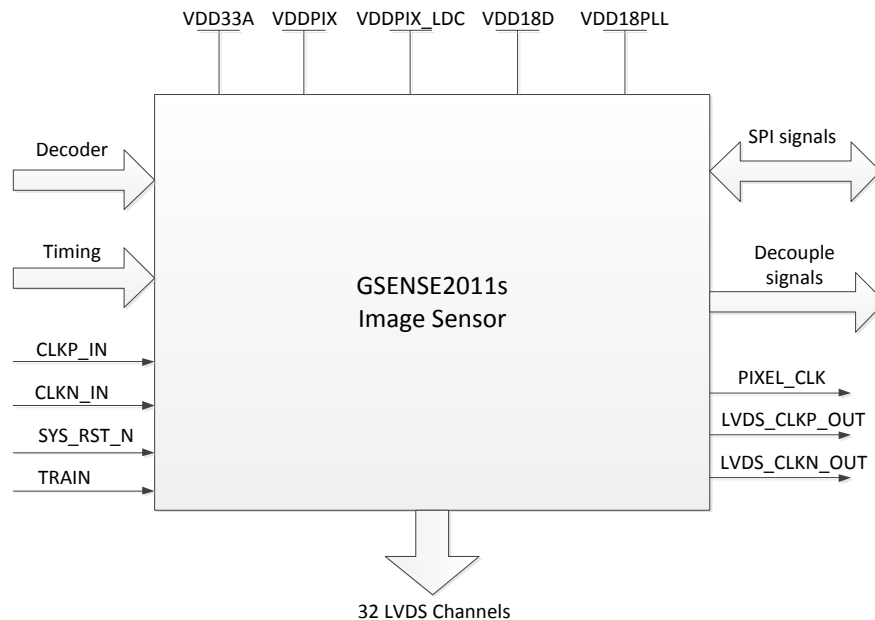 VDD33A VDDPIX VDDPIX_LDC VDD18D VDD18PLL
Decoder
Timing
CLKP_IN
CLKN_IN
SYS_RST_N
TRAIN
GSENSE2011s
Image Sensor
SPI signals
Decouple
signals
PIXEL_CLK
LVDS_CLKP_OUT
LVDS_CLKN_OUT
32 LVDS Channels